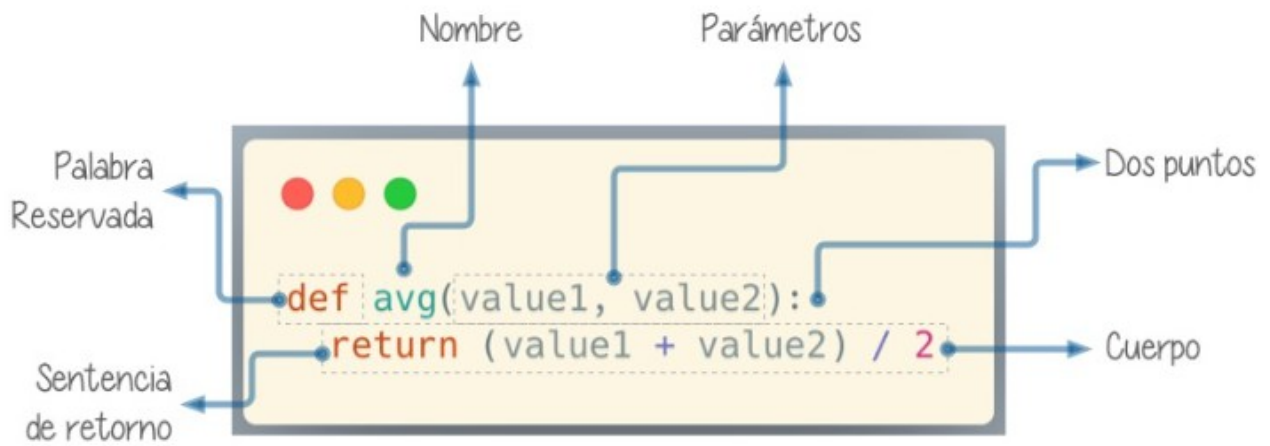 Nombre
Parámetros
Palabra
Reservada
Dos puntos
def avg(value1, value2):
return (value1 + value2) / 2
Cuerpo
Sentencia
de retorno